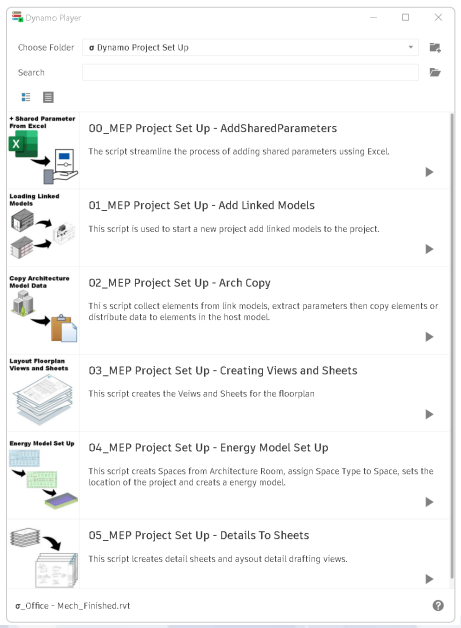 Dynamo Player
Choose Folder
σ Dynamo Project Set Up
Search
+ Shared Parameter
From Excel
X
00_MEP Project Set Up - AddSharedParameters
The script streamline the process of adding shared parameters ussing Excel.
Loading Linked
Models
01_MEP Project Set Up - Add Linked Models
This script is used to start a new project add linked models to the project.
Copy Architecture
Model Data
02_MEP Project Set Up - Arch Copy
Thi s script collect elements from link models, extract parameters then copy elements or
distribute data to elements in the host model.
Layout Floorplan
Views and Sheets
03_MEP Project Set Up - Creating Views and Sheets
This script creates the Veiws and Sheets for the floorplan
Energy Model Set Up
04_MEP Project Set Up - Energy Model Set Up
This script creats Spaces from Architecture Room, assign Space Type to Space, sets the
location of the project and creats a energy model.
05_MEP Project Set Up - Details To Sheets
This script lcreates detail sheets and aysout detail drafting views.
σ_Office - Mech_Finished.rvt
?